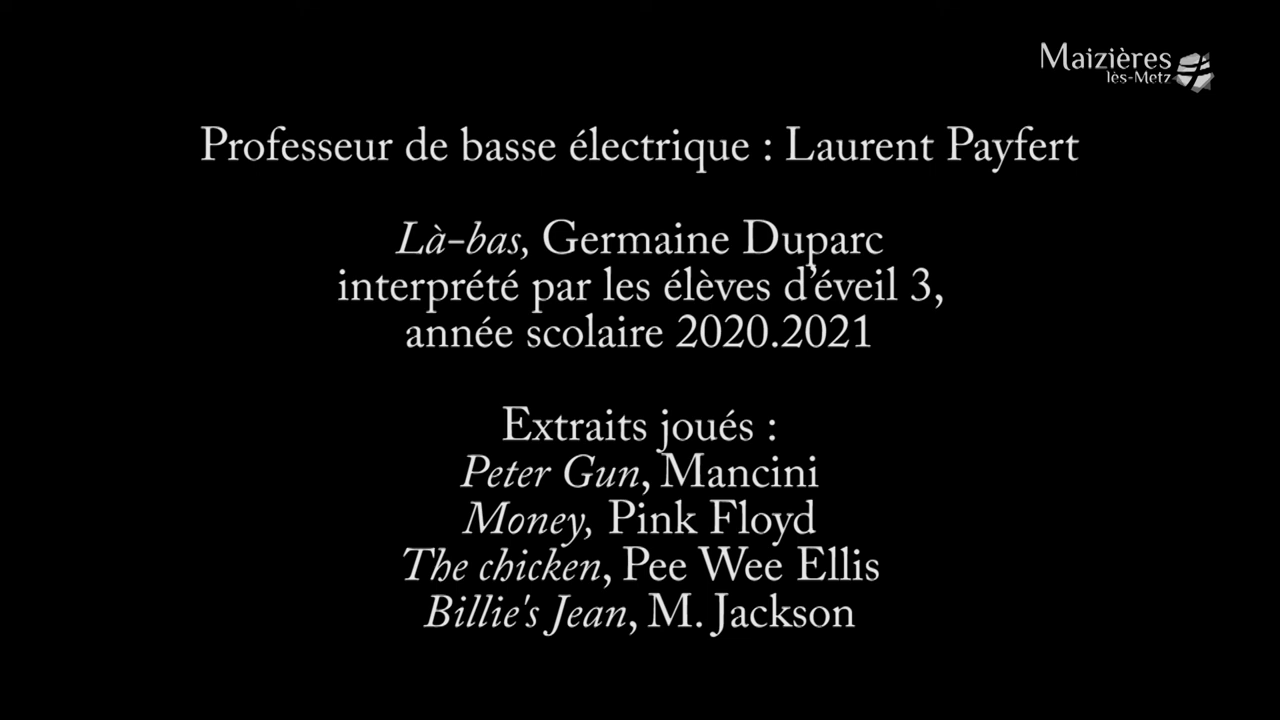 Maizières
lès-Metz
Professeur de basse électrique : Laurent Payfert
Là-bas, Germaine Duparc
interprété par les élèves d’éveil 3,
année scolaire 2020.2021
Extraits joués :
Peter Gun, Mancini
Money, Pink Floyd
The chicken, Pee Wee Ellis
Billie's Jean, M. Jackson